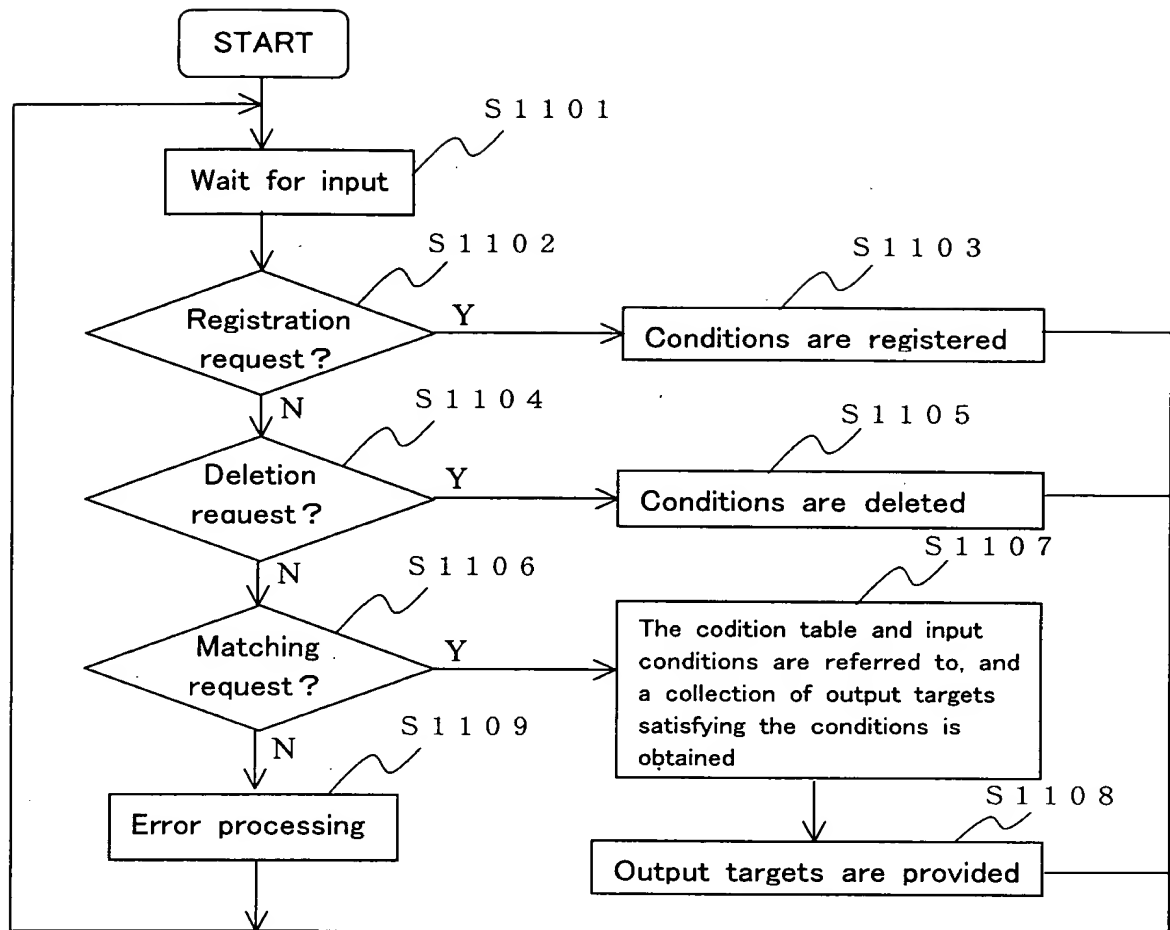 START
S1101
Wait for input
S1102
S1103
Registration
request?
Y
Conditions are registered
N
S1104
S1105
Deletion
request?
Y
Conditions are deleted
N
S1106
S1107
Matching
request?
Y
The codition table and input
conditions are referred to, and
a collection of output targets
satisfying the conditions is
obtained
N
S1109
S1108
Error processing
Output targets are provided